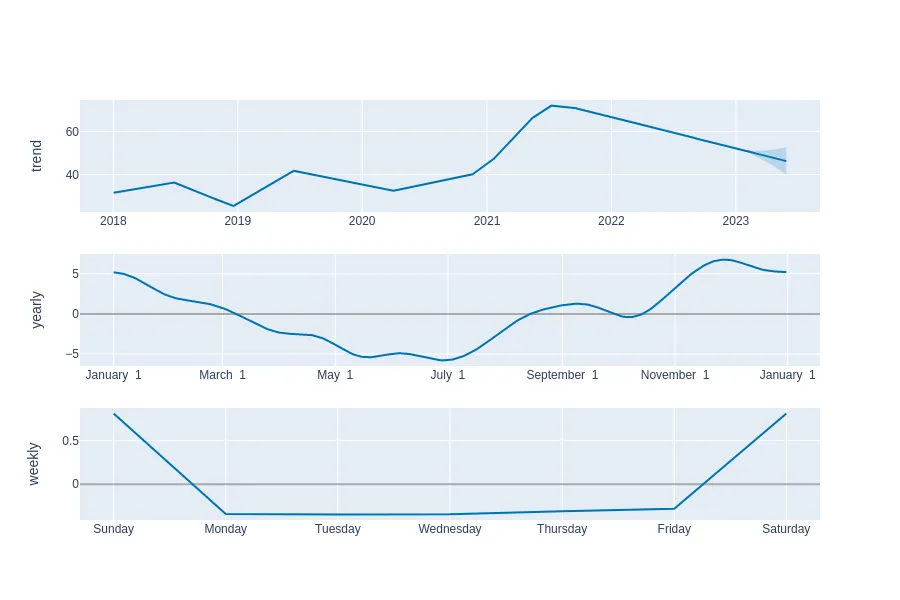 trend
60
40
2018 2019 2020 2021 2022 2023
yearly
5
0
−5
January 1 March 1 May 1 July 1 September 1 November 1 January 1
weekly
0.5
0
Sunday Monday Tuesday Wednesday Thursday Friday Saturday